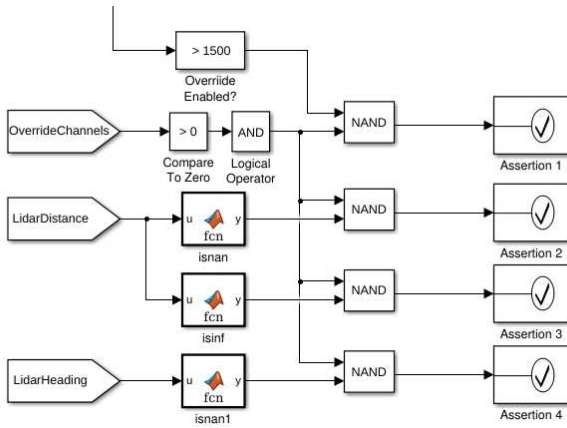 > 1500
Overriide
Enabled?
OverrideChannels
> 0
AND
NAND
Compare
To Zero
Logical
Operator
Assertion 1
LidarDistance
u
y
fcn
isnan
NAND
Assertion 2
u
y
fcn
isinf
NAND
Assertion 3
LidarHeading
u
y
fcn
isnan1
NAND
Assertion 4